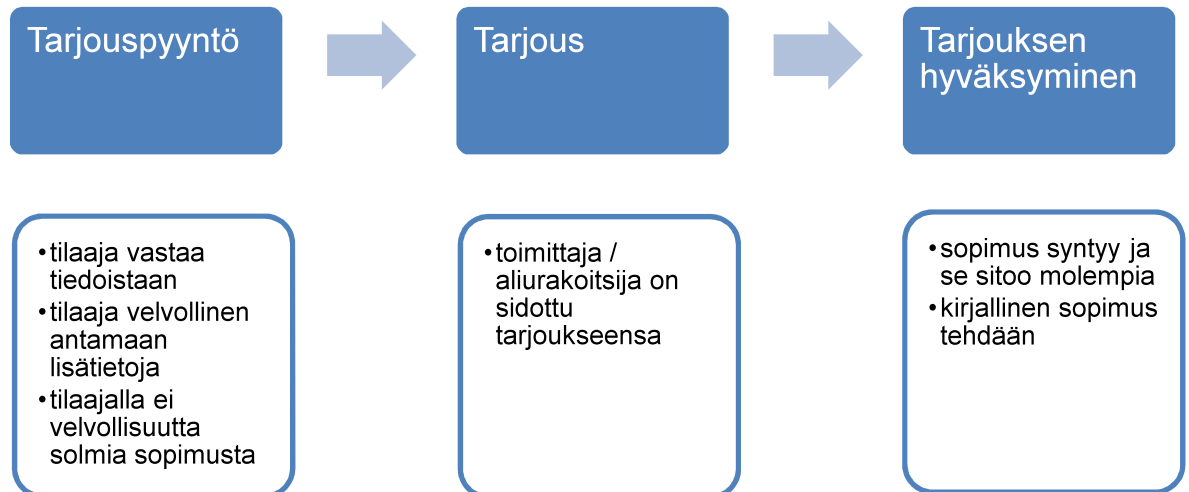 Tarjouspyyntö
•tilaaja vastaa
tiedoistaan
•tilaaja velvollinen
antamaan
lisätietoja
•tilaajalla ei
velvollisuutta
solmia sopimusta
Tarjous
•toimittaja /
aliurakoitsija on
sidottu
tarjoukseensa
Tarjouksen
hyväksyminen
•sopimus syntyy ja
se sitoo molempia
•kirjallinen sopimus
tehdään